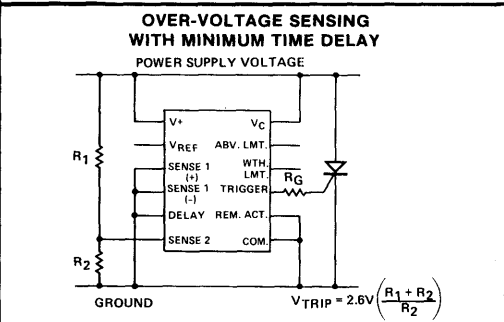 OVER-VOLTAGE SENSING
WITH MINIMUM TIME DELAY
POWER SUPPLY VOLTAGE
V+
VC
VREF
ABV. LMT.
R1
SENSE 1
(+)
WTH.
LMT.
RG
SENSE 1
(-)
TRIGGER
DELAY
REM. ACT.
SENSE 2
COM.
R2
GROUND
VTRIP = 2.6V (R1 + R2 / R2)